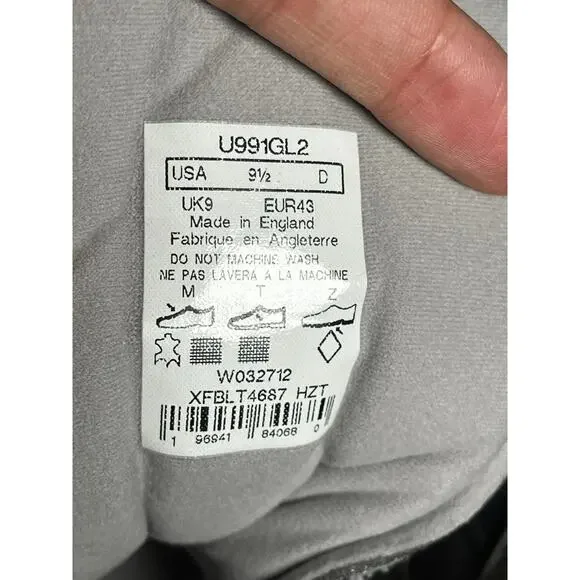 U991GL2
USA 9½ D
UK9 EUR43
Made in England
Fabrique en Angleterre
DO NOT MACHINE WASH
NE PAS LAVERA A LA MACHINE
M T Z
W032712
XFBLT4687 HZT
1 96941 84068 0